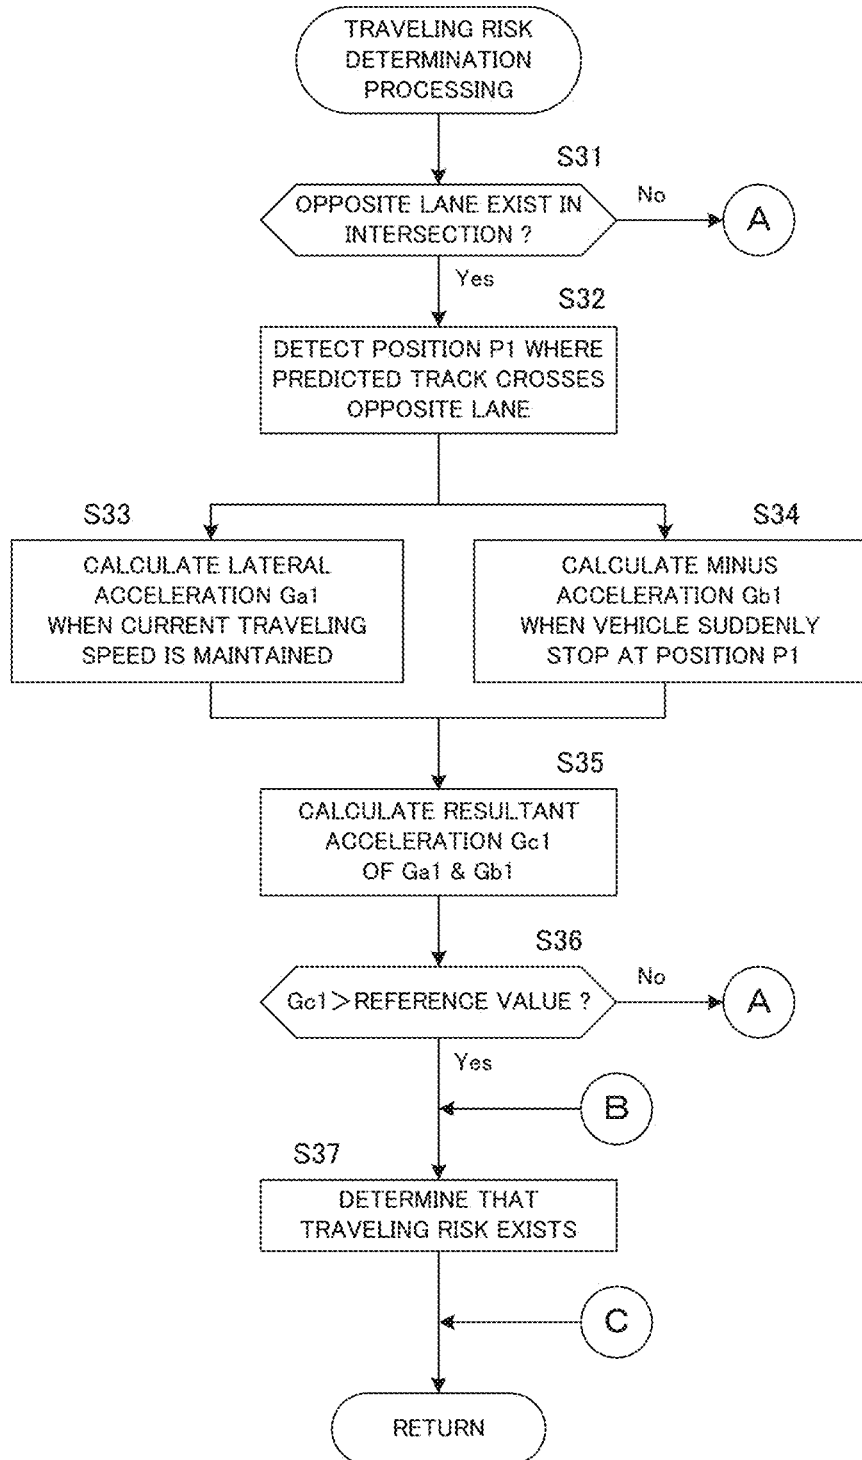 TRAVELING RISK
DETERMINATION
PROCESSING
S31
OPPOSITE LANE EXIST IN
INTERSECTION ?
No
A
Yes
S32
DETECT POSITION P1 WHERE
PREDICTED TRACK CROSSES
OPPOSITE LANE
S33
CALCULATE LATERAL
ACCELERATION Ga1
WHEN CURRENT TRAVELING
SPEED IS MAINTAINED
S34
CALCULATE MINUS
ACCELERATION Gb1
WHEN VEHICLE SUDDENLY
STOP AT POSITION P1
S35
CALCULATE RESULTANT
ACCELERATION Gc1
OF Ga1 & Gb1
S36
Gc1＞REFERENCE VALUE ?
No
A
Yes
B
S37
DETERMINE THAT
TRAVELING RISK EXISTS
C
RETURN